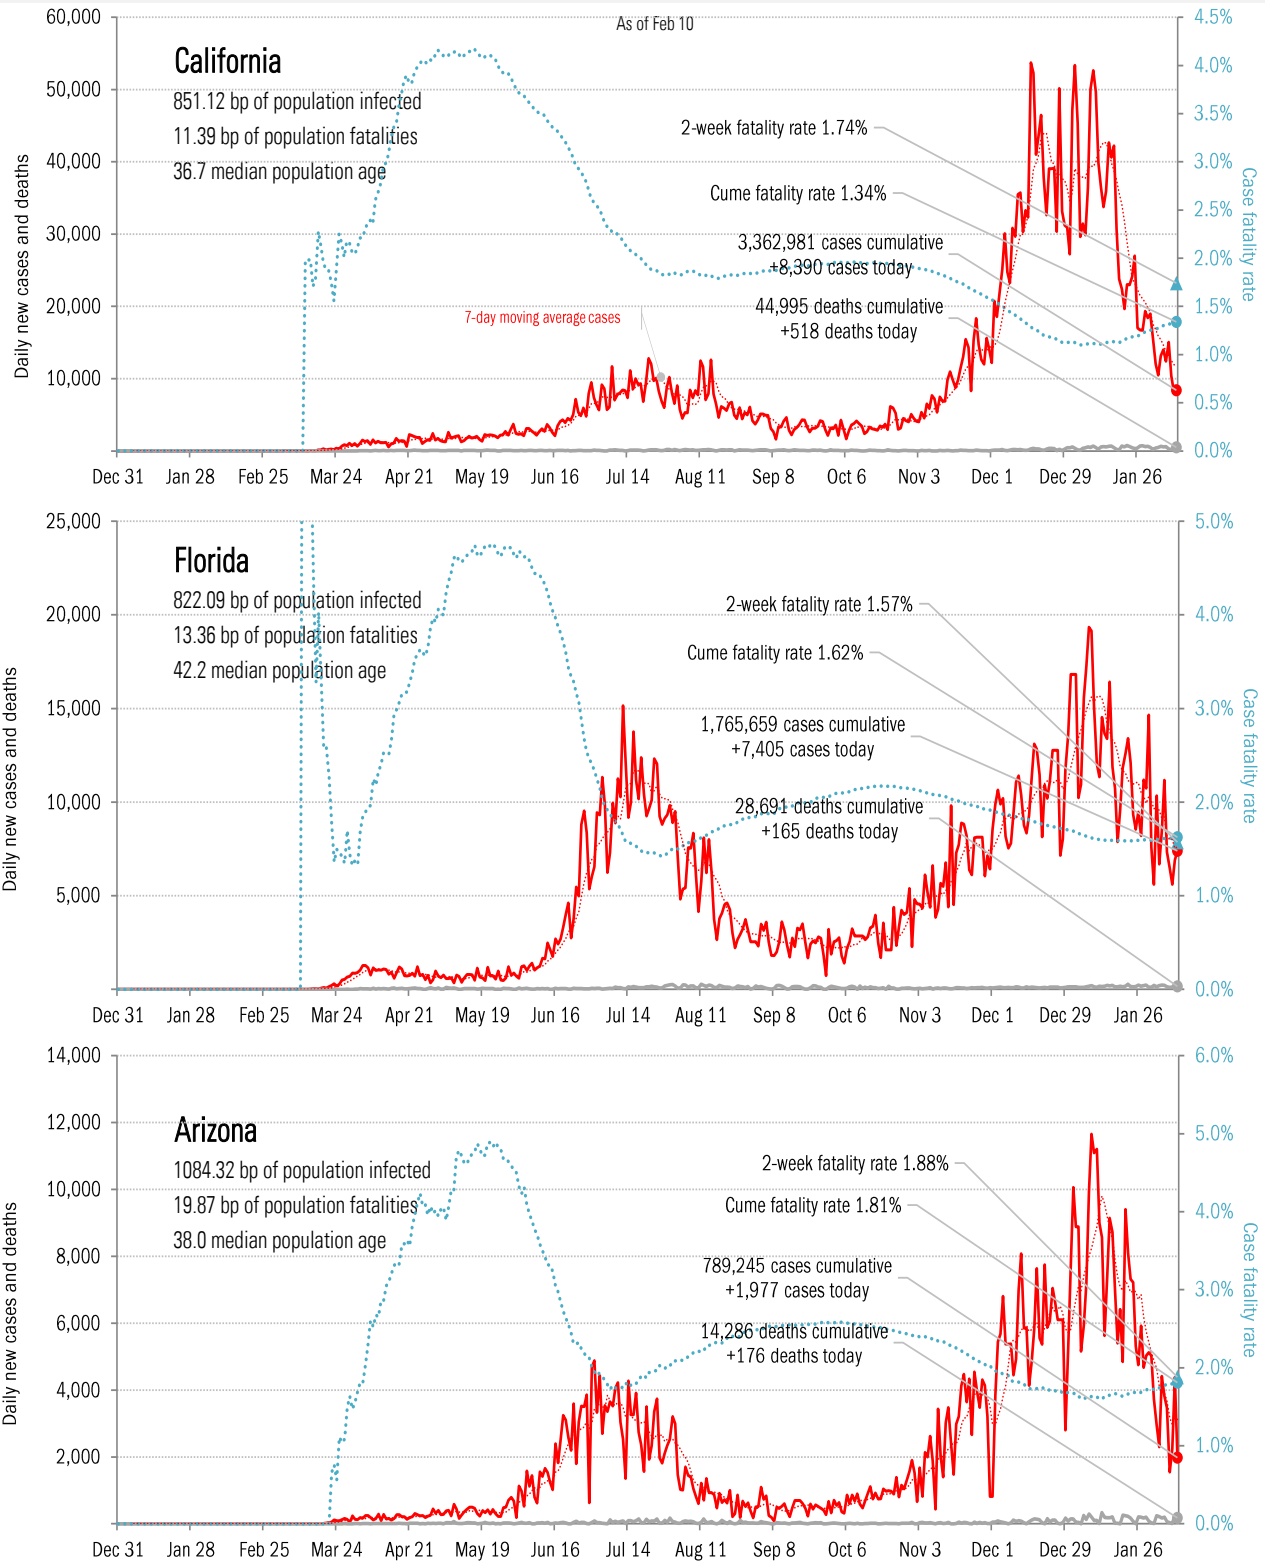 As of Feb 10
60,000
50,000
40,000
30,000
20,000
10,000
Daily new cases and deaths
California
851.12 bp of population infected
11.39 bp of population fatalities
36.7 median population age
7-day moving average cases
2-week fatality rate 1.74%
Cume fatality rate 1.34%
3,362,981 cases cumulative
+8,390 cases today
44,995 deaths cumulative
+518 deaths today
4.5%
4.0%
3.5%
3.0%
2.5%
2.0%
1.5%
1.0%
0.5%
0.0%
Case fatality rate
Dec 31 Jan 28 Feb 25 Mar 24 Apr 21 May 19 Jun 16 Jul 14 Aug 11 Sep 8 Oct 6 Nov 3 Dec 1 Dec 29 Jan 26
25,000
20,000
15,000
10,000
5,000
Daily new cases and deaths
Florida
822.09 bp of population infected
13.36 bp of population fatalities
42.2 median population age
2-week fatality rate 1.57%
Cume fatality rate 1.62%
1,765,659 cases cumulative
+7,405 cases today
28,691 deaths cumulative
+165 deaths today
5.0%
4.0%
3.0%
2.0%
1.0%
0.0%
Case fatality rate
Dec 31 Jan 28 Feb 25 Mar 24 Apr 21 May 19 Jun 16 Jul 14 Aug 11 Sep 8 Oct 6 Nov 3 Dec 1 Dec 29 Jan 26
14,000
12,000
10,000
8,000
6,000
4,000
2,000
Daily new cases and deaths
Arizona
1084.32 bp of population infected
19.87 bp of population fatalities
38.0 median population age
2-week fatality rate 1.88%
Cume fatality rate 1.81%
789,245 cases cumulative
+1,977 cases today
14,286 deaths cumulative
+176 deaths today
6.0%
5.0%
4.0%
3.0%
2.0%
1.0%
0.0%
Case fatality rate
Dec 31 Jan 28 Feb 25 Mar 24 Apr 21 May 19 Jun 16 Jul 14 Aug 11 Sep 8 Oct 6 Nov 3 Dec 1 Dec 29 Jan 26